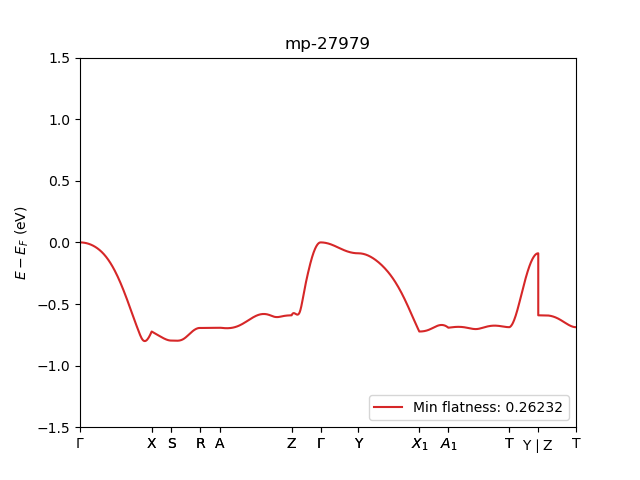 mp-27979
E − E_F (eV)
1.5
1.0
0.5
0.0
−0.5
−1.0
−1.5
Min flatness: 0.26232
Γ X S R A Z Γ Y X₁ A₁ T Y | Z T